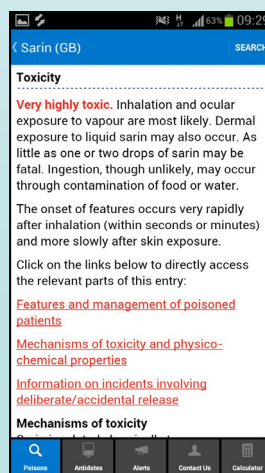 63% 09:29
Sarin (GB) SEARCH
Toxicity
Very highly toxic. Inhalation and ocular
exposure to vapour are most likely. Dermal
exposure to liquid sarin may also occur. As
little as one or two drops of sarin may be
fatal. Ingestion, though unlikely, may occur
through contamination of food or water.
The onset of features occurs very rapidly
after inhalation (within seconds or minutes)
and more slowly after skin exposure.
Click on the links below to directly access
the relevant parts of this entry:
Features and management of poisoned
patients
Mechanisms of toxicity and physico-
chemical properties
Information on incidents involving
deliberate/accidental release
Mechanisms of toxicity
Poisons Antidotes Alerts Contact Us Calculator